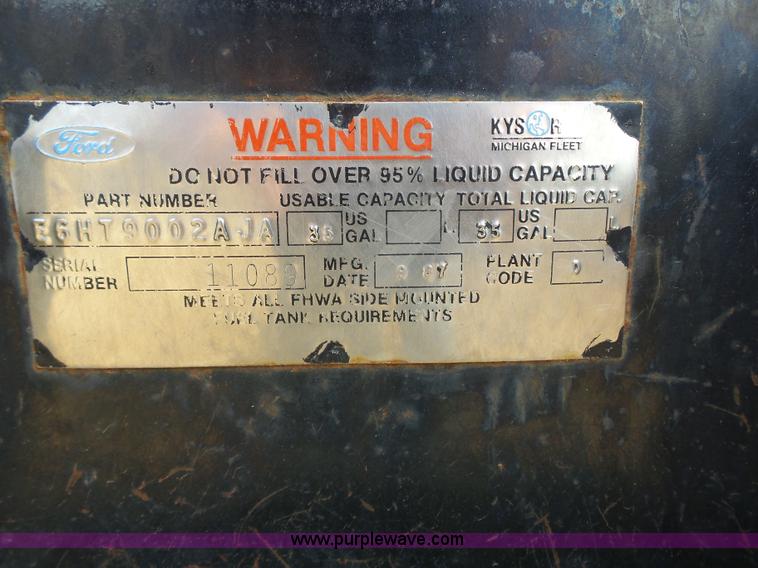 Ford
WARNING
KYSOR
MICHIGAN FLEET
DO NOT FILL OVER 95% LIQUID CAPACITY
PART NUMBER USABLE CAPACITY TOTAL LIQUID CAP.
E6HT9002AJA US GAL L 35 US GAL L
SERIAL NUMBER 11089 MFG. DATE PLANT CODE
MEETS ALL FHWA SIDE MOUNTED
FUEL TANK REQUIREMENTS
www.purplewave.com